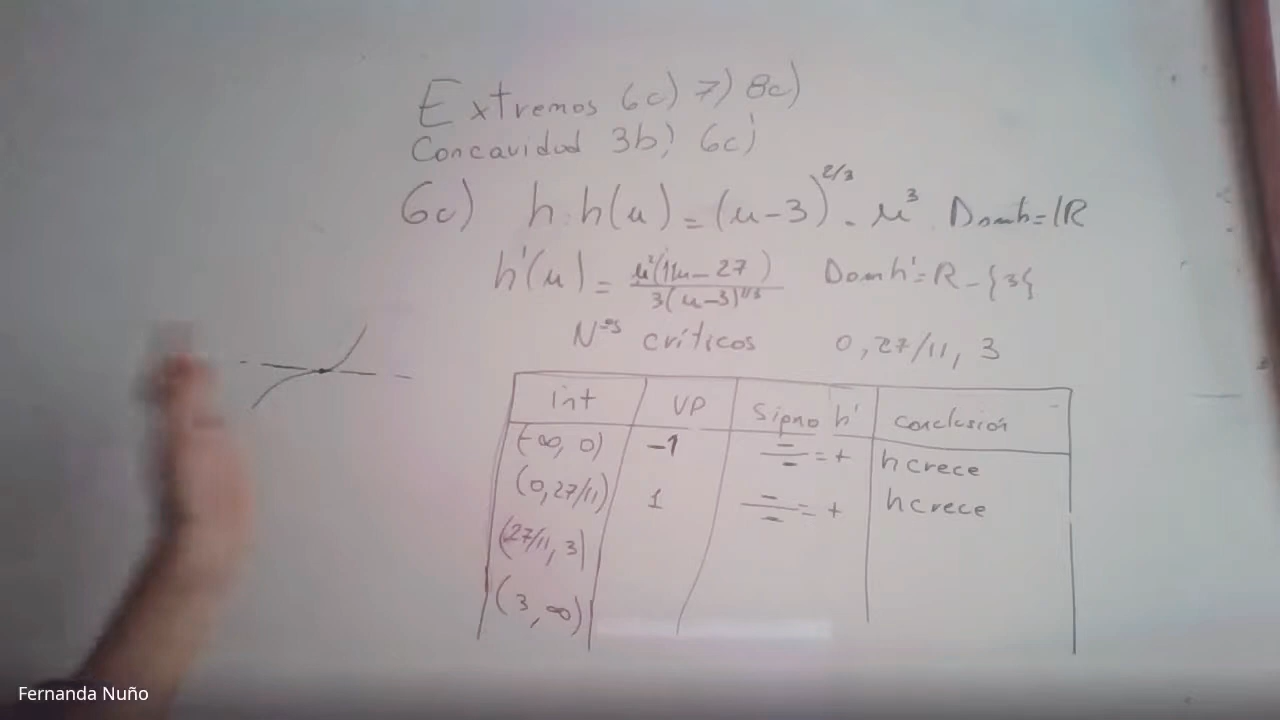 Extremos 6c) 7) 8c)
Concavidad 3b) 6c)
6c) h: h(u) = (u-3)^2/3 . u^3 Dom h = ℝ
h'(u) = u^2(11u-27) / 3(u-3)^1/3 Dom h' = R - {3}
N^os críticos 0, 27/11, 3
int VP Signo h' conclusión
(-∞, 0) -1 -/- = + h crece
(0, 27/11) 1 -/- = + h crece
(27/11, 3)
(3, ∞)
Fernanda Nuño